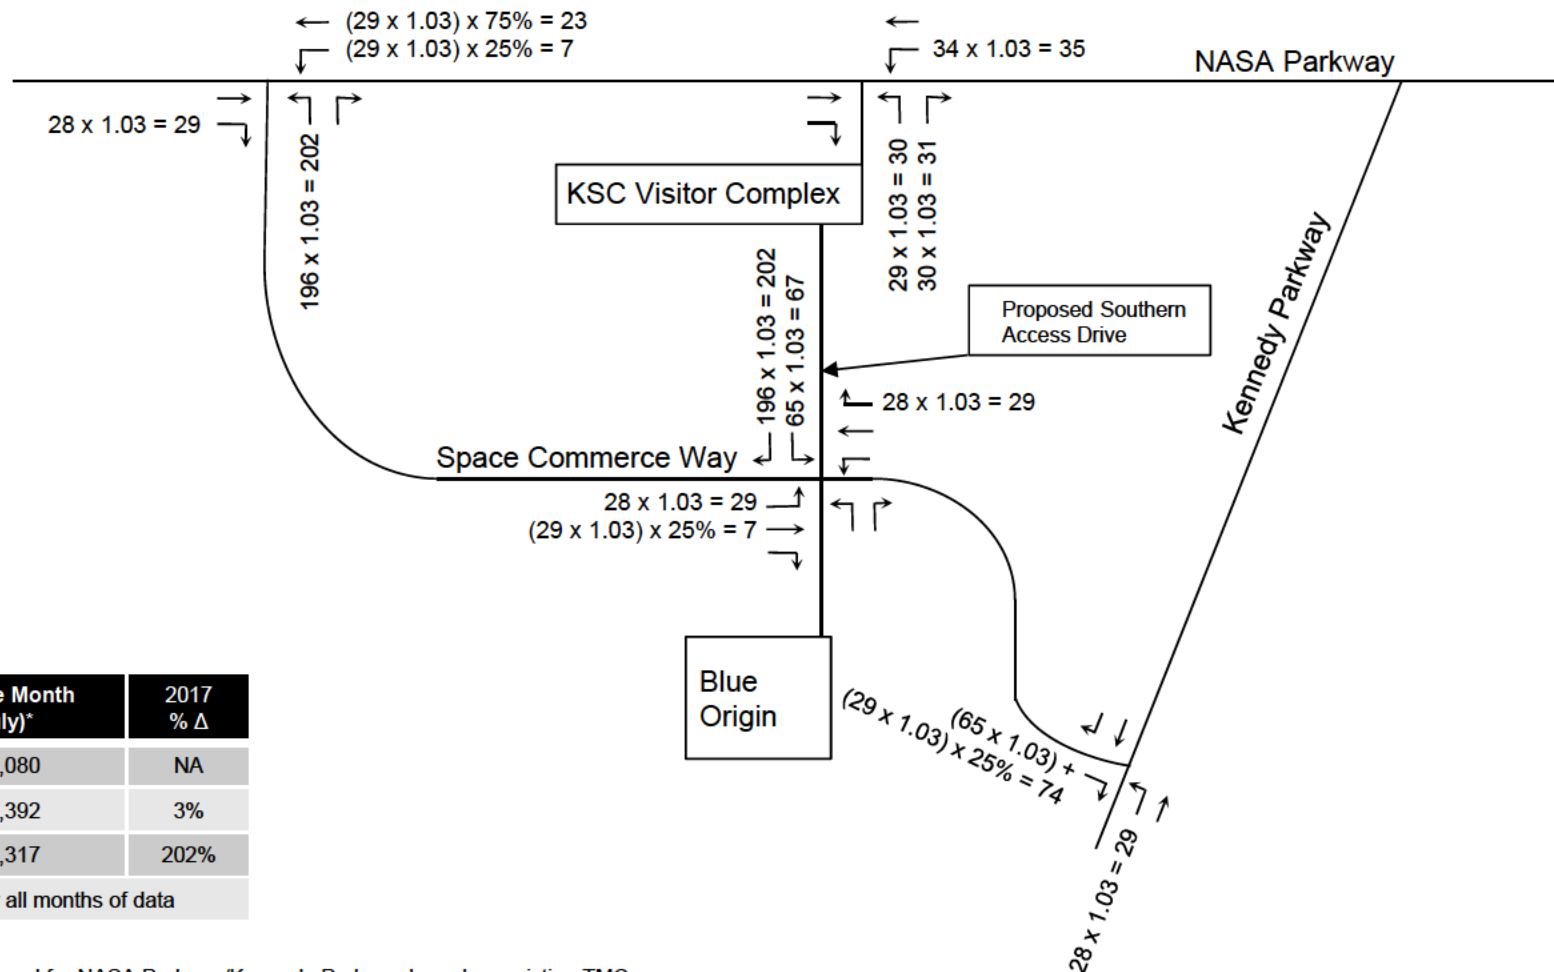 (29 x 1.03) x 75% = 23
(29 x 1.03) x 25% = 7
34 x 1.03 = 35
NASA Parkway
28 x 1.03 = 29
196 x 1.03 = 202
KSC Visitor Complex
29 x 1.03 = 30
30 x 1.03 = 31
Kennedy Parkway
196 x 1.03 = 202
65 x 1.03 = 67
Proposed Southern
Access Drive
28 x 1.03 = 29
Space Commerce Way
28 x 1.03 = 29
(29 x 1.03) x 25% = 7
Blue
Origin
(65 x 1.03) +
(29 x 1.03) x 25% = 74
28 x 1.03 = 29
Month
2017
% Δ
,080
NA
,392
3%
,317
202%
all months of data